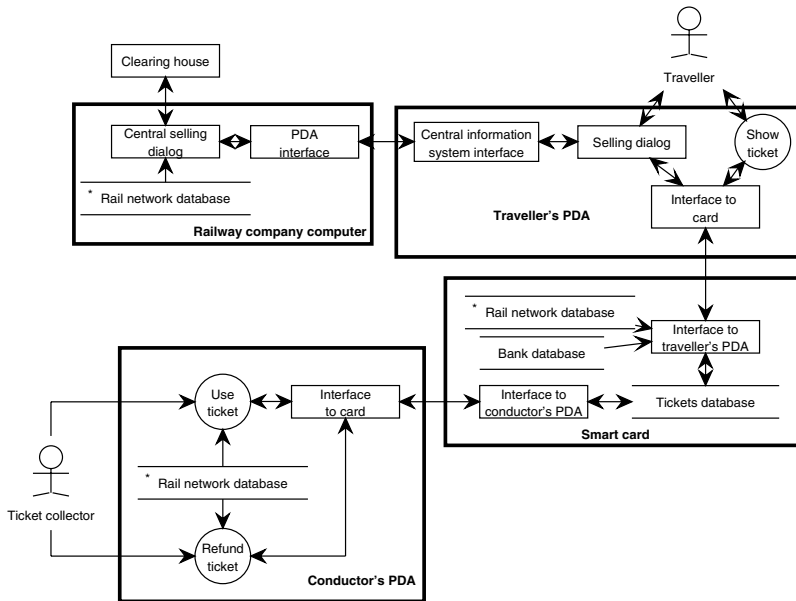 Traveller
Clearing house
Central selling
dialog
PDA
interface
* Rail network database
Railway company computer
Central information
system interface
Selling dialog
Show
ticket
Interface to
card
Traveller's PDA
* Rail network database
Bank database
Interface to
traveller's PDA
Interface to
conductor's PDA
Tickets database
Smart card
Use
ticket
Interface
to card
* Rail network database
Refund
ticket
Conductor's PDA
Ticket collector